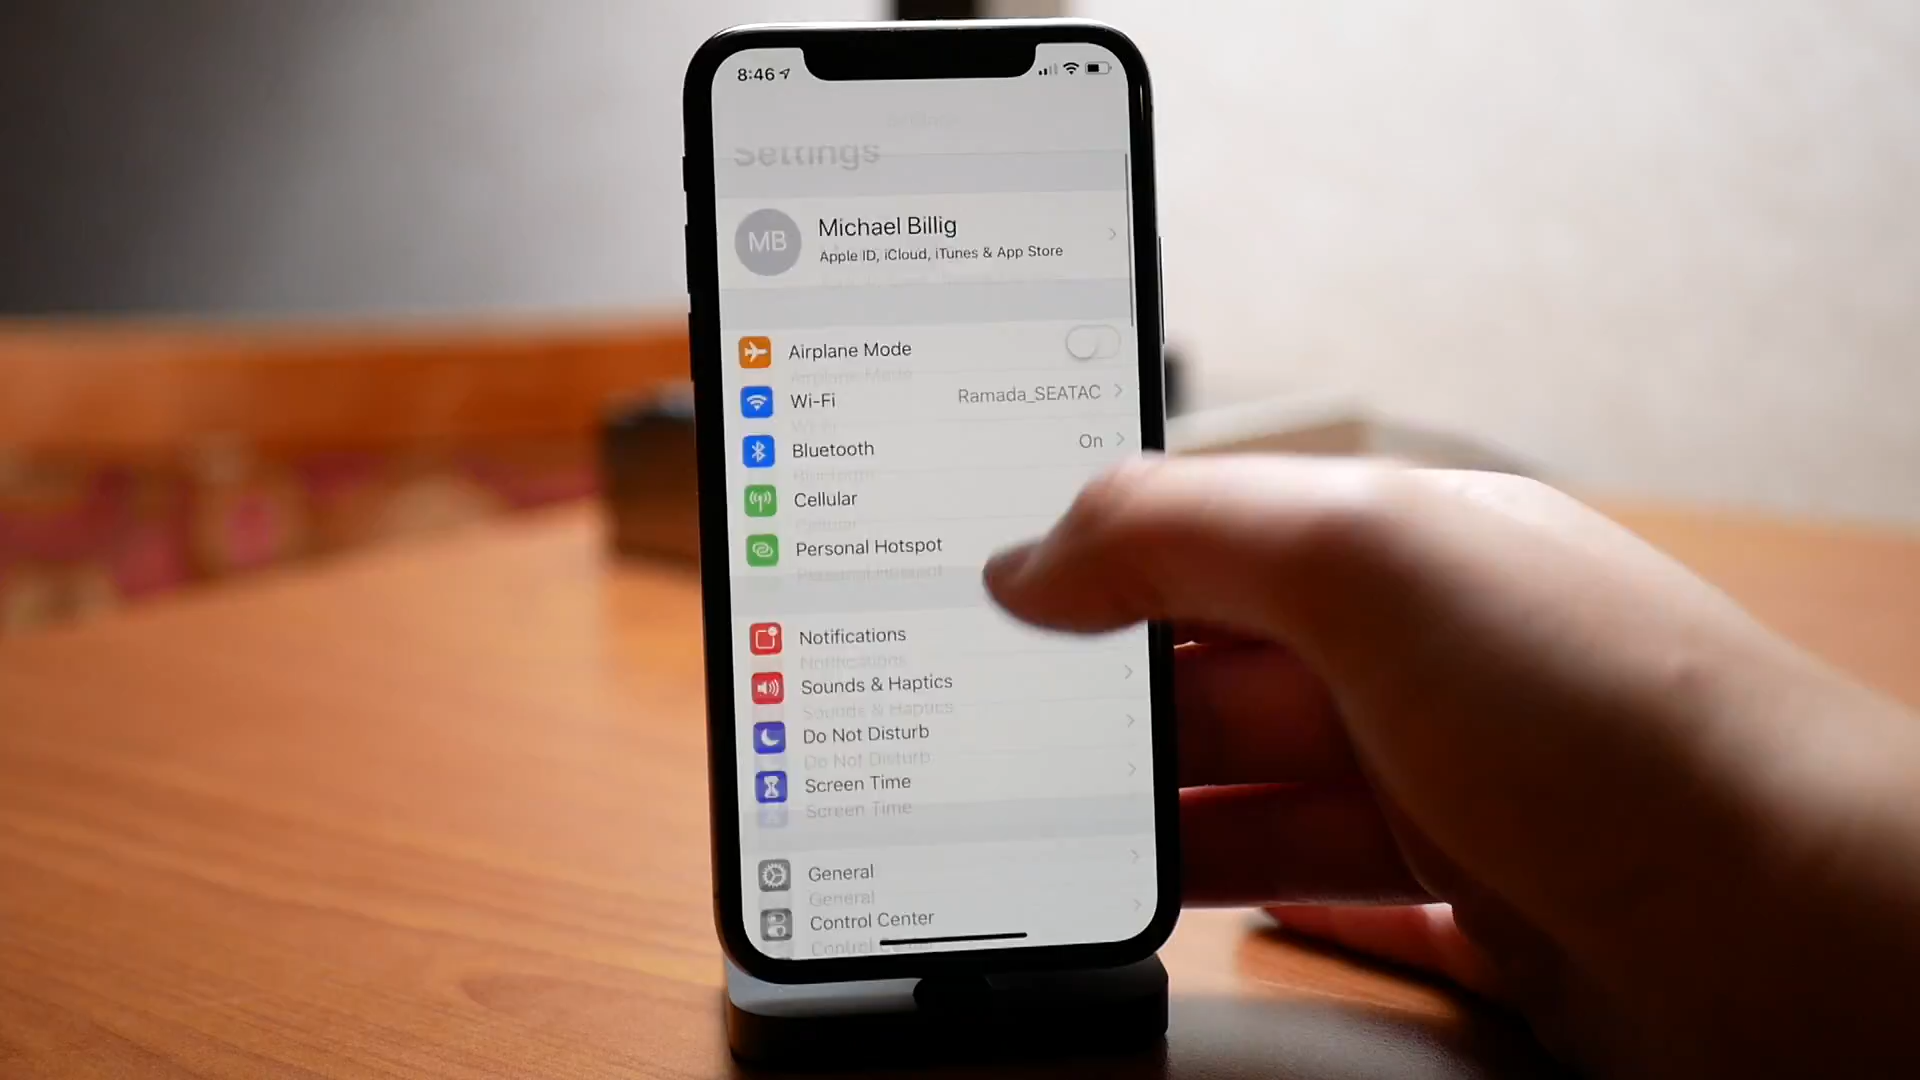 8:46
Settings
MB
Michael Billig
Apple ID, iCloud, iTunes & App Store
Airplane Mode
Wi-Fi
Ramada_SEATAC
Bluetooth
On
Cellular
Personal Hotspot
Notifications
Sounds & Haptics
Do Not Disturb
Screen Time
General
Control Center